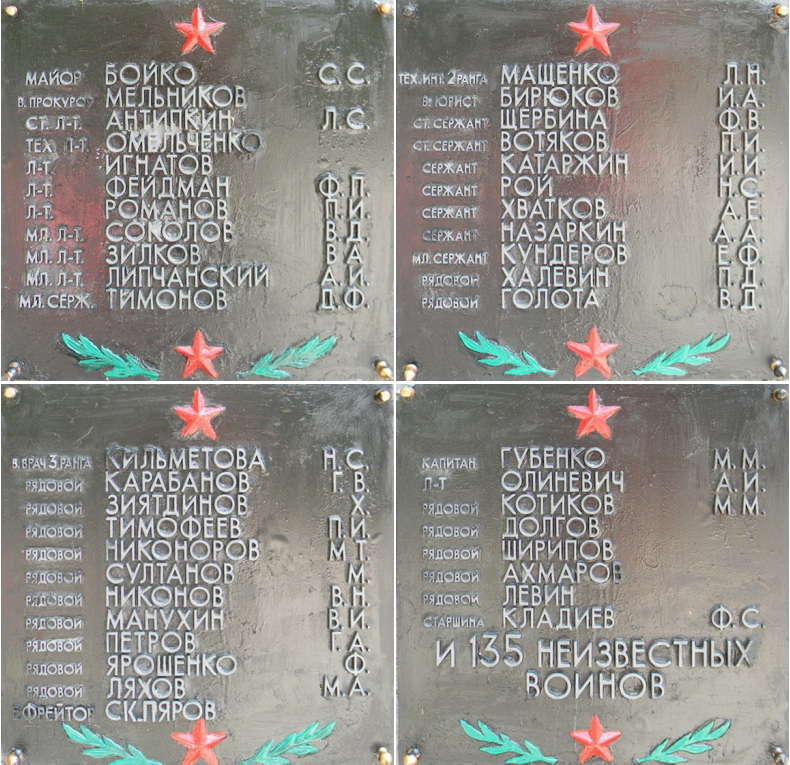 МАЙОР БОЙКО С. С.
В. ПРОКУРОР МЕЛЬНИКОВ
СТ. Л-Т. АНТИПКИН Л. С.
ТЕХ. Л-Т. ОМЕЛЬЧЕНКО
Л-Т. ИГНАТОВ
Л-Т. ФЕЙДМАН Ф. П.
Л-Т. РОМАНОВ П. И.
МЛ. Л-Т. СОКОЛОВ В. Д.
МЛ. Л-Т. ЗИЛКОВ В А.
МЛ. Л-Т. ЛИПЧАНСКИЙ А. И.
МЛ. СЕРЖ. ТИМОНОВ Д. Ф.
ТЕХ. ИНТ. 2 РАНГА МАЩЕНКО Л. Н.
В. ЮРИСТ БИРЮКОВ И. А.
СТ. СЕРЖАНТ ЩЕРБИНА Ф. В.
СТ. СЕРЖАНТ ВОТЯКОВ П. И.
СЕРЖАНТ КАТАРЖИН И. И.
СЕРЖАНТ РОЙ Н. С.
СЕРЖАНТ ХВАТКОВ А. Е.
СЕРЖАНТ НАЗАРКИН А. А.
МЛ. СЕРЖАНТ КУНДЕРОВ Е. Ф.
РЯДОВОЙ ХАЛЕВИН П. Д.
РЯДОВОЙ ГОЛОТА В. Д.
В. ВРАЧ 3 РАНГА КИЛЬМЕТОВА Н. С.
РЯДОВОЙ КАРАБАНОВ Г. В.
РЯДОВОЙ ЗИЯТДИНОВ Х.
РЯДОВОЙ ТИМОФЕЕВ П. И.
РЯДОВОЙ НИКОНОРОВ М. Т.
РЯДОВОЙ СУЛТАНОВ М.
РЯДОВОЙ НИКОНОВ В. Н.
РЯДОВОЙ МАНУХИН В. И.
РЯДОВОЙ ПЕТРОВ Г. А.
РЯДОВОЙ ЯРОШЕНКО Ф.
РЯДОВОЙ ЛЯХОВ М. А.
ЕФРЕЙТОР
КАПИТАН ГУБЕНКО М. М.
Л-Т ОЛИНЕВИЧ А. И.
РЯДОВОЙ КОТИКОВ М. М.
РЯДОВОЙ ДОЛГОВ
РЯДОВОЙ ШИРИПОВ
РЯДОВОЙ АХМАРОВ
РЯДОВОЙ ЛЕВИН
СТАРШИНА КЛАДИЕВ Ф. С.
И 135 НЕИЗВЕСТНЫХ
ВОИНОВ